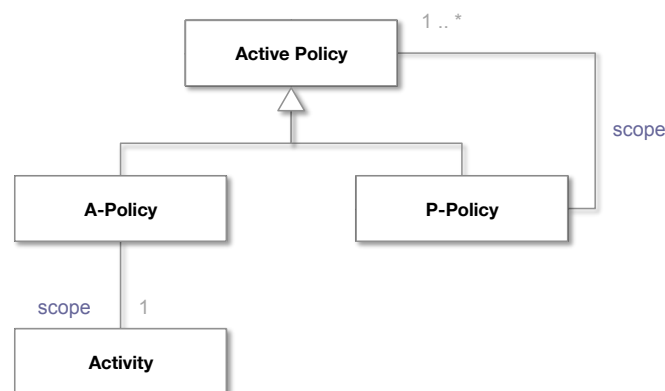 1 .. *
Active Policy
scope
A-Policy
P-Policy
scope
1
Activity